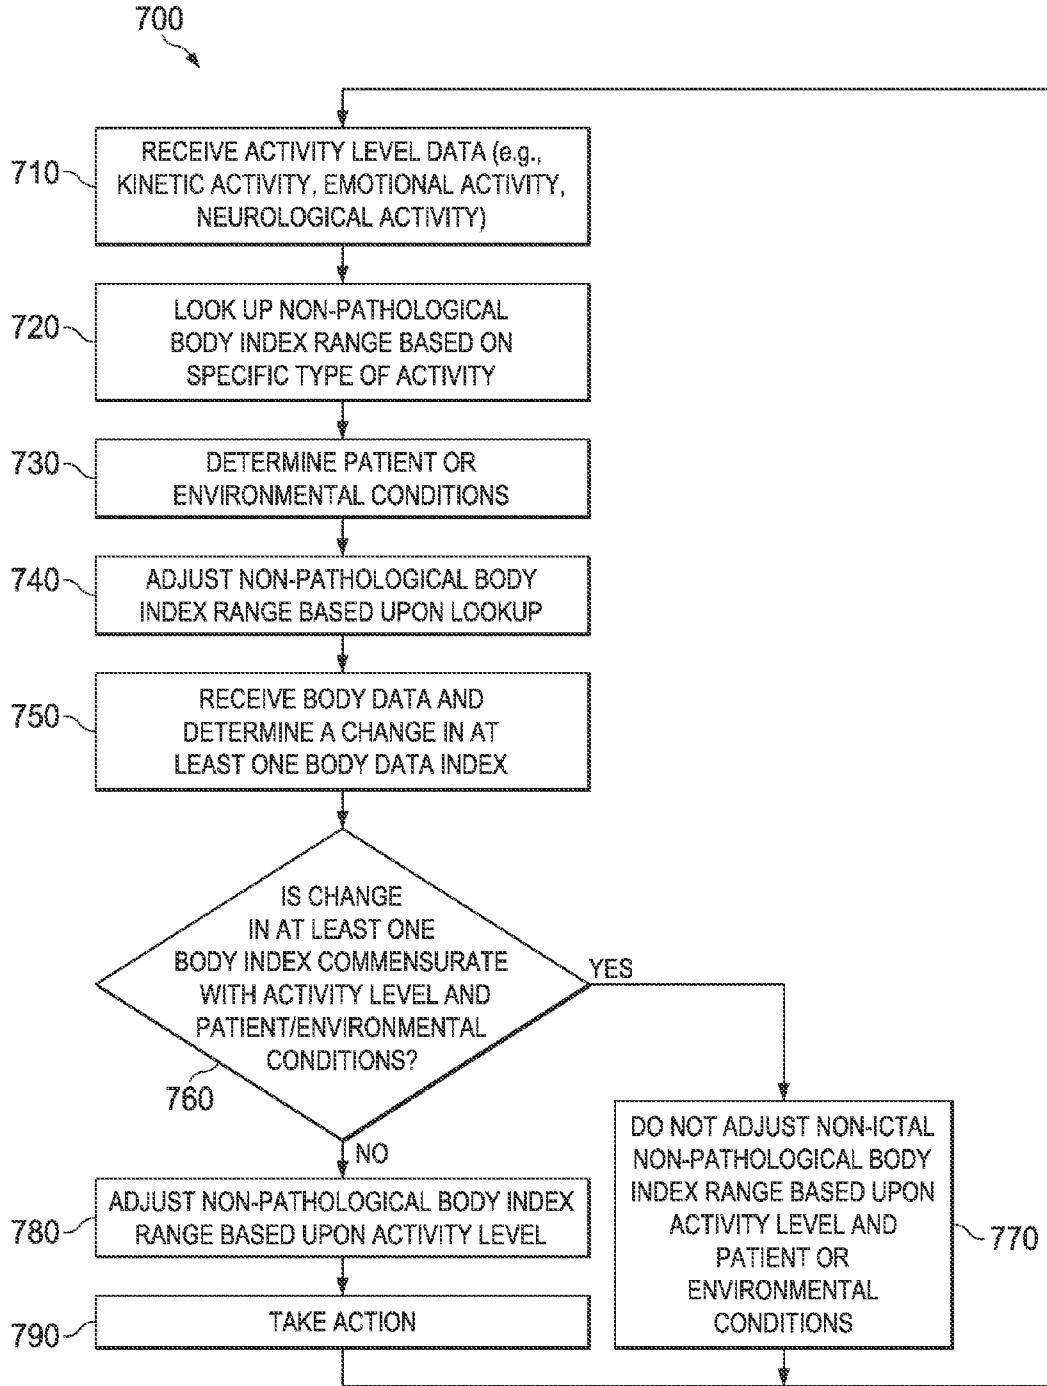 700
710
RECEIVE ACTIVITY LEVEL DATA (e.g.,
KINETIC ACTIVITY, EMOTIONAL ACTIVITY,
NEUROLOGICAL ACTIVITY)
720
LOOK UP NON-PATHOLOGICAL
BODY INDEX RANGE BASED ON
SPECIFIC TYPE OF ACTIVITY
730
DETERMINE PATIENT OR
ENVIRONMENTAL CONDITIONS
740
ADJUST NON-PATHOLOGICAL BODY
INDEX RANGE BASED UPON LOOKUP
750
RECEIVE BODY DATA AND
DETERMINE A CHANGE IN AT
LEAST ONE BODY DATA INDEX
IS CHANGE
IN AT LEAST ONE
BODY INDEX COMMENSURATE
WITH ACTIVITY LEVEL AND
PATIENT/ENVIRONMENTAL
CONDITIONS?
760
YES
NO
DO NOT ADJUST NON-ICTAL
NON-PATHOLOGICAL BODY
INDEX RANGE BASED UPON
ACTIVITY LEVEL AND
PATIENT OR
ENVIRONMENTAL
CONDITIONS
770
780
ADJUST NON-PATHOLOGICAL BODY INDEX
RANGE BASED UPON ACTIVITY LEVEL
790
TAKE ACTION